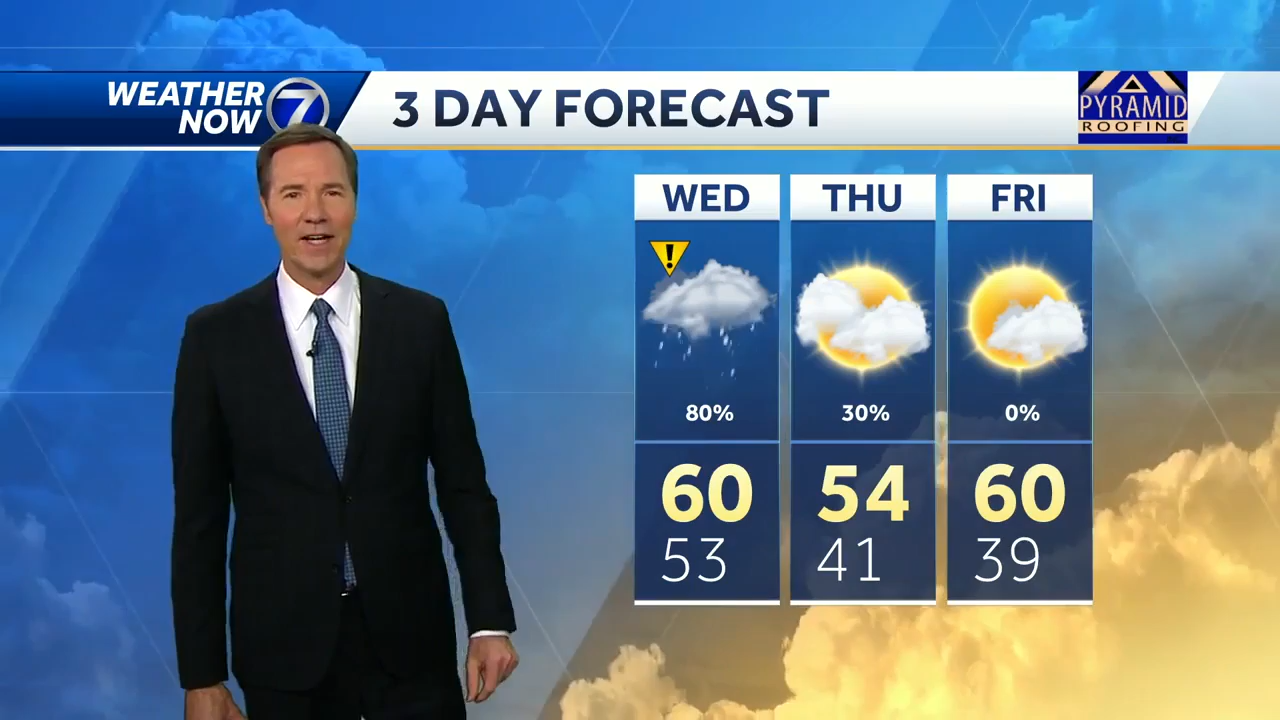 WEATHER
NOW 7
3 DAY FORECAST
PYRAMID
ROOFING
WED THU FRI
!
80% 30% 0%
60 54 60
53 41 39